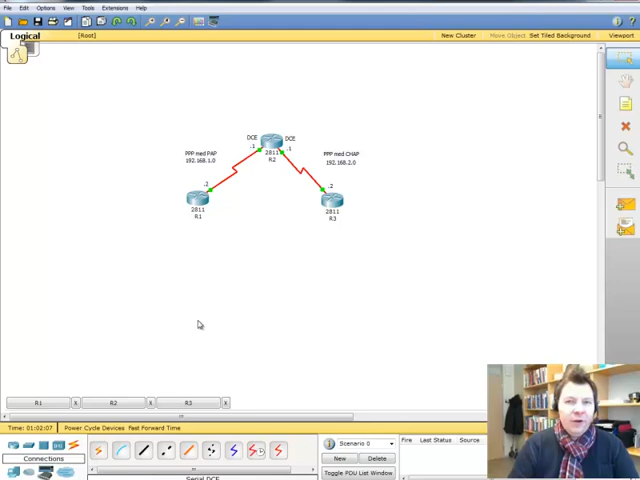 File Edit Options View Tools Extensions Help
Logical [Root] New Cluster Move Object Set Tiled Background Viewport
DCE DCE
.1 .1
2811
R2
PPP med PAP
192.168.1.0
PPP med CHAP
192.168.2.0
.2 .2
2811
R1
2811
R3
R1 X R2 X R3 X
Time: 01:02:07 Power Cycle Devices Fast Forward Time
Scenario 0
Fire Last Status Source
Connections
New Delete
Toggle PDU List Window
Serial DCE